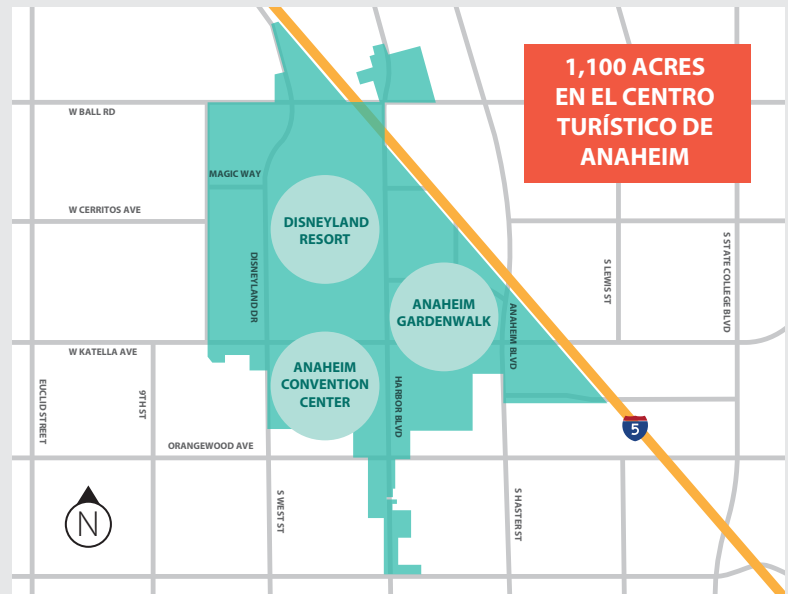 1,100 ACRES
EN EL CENTRO
TURÍSTICO DE
ANAHEIM
W BALL RD
MAGIC WAY
W CERRITOS AVE
DISNEYLAND
RESORT
S STATE COLLEGE BLVD
S LEWIS ST
DISNEYLAND DR
ANAHEIM
GARDENWALK
ANAHEIM BLVD
W KATELLA AVE
ANAHEIM
CONVENTION
CENTER
EUCLID STREET
9TH ST
HARBOR BLVD
5
ORANGEWOOD AVE
N
S WEST ST
S HASTER ST